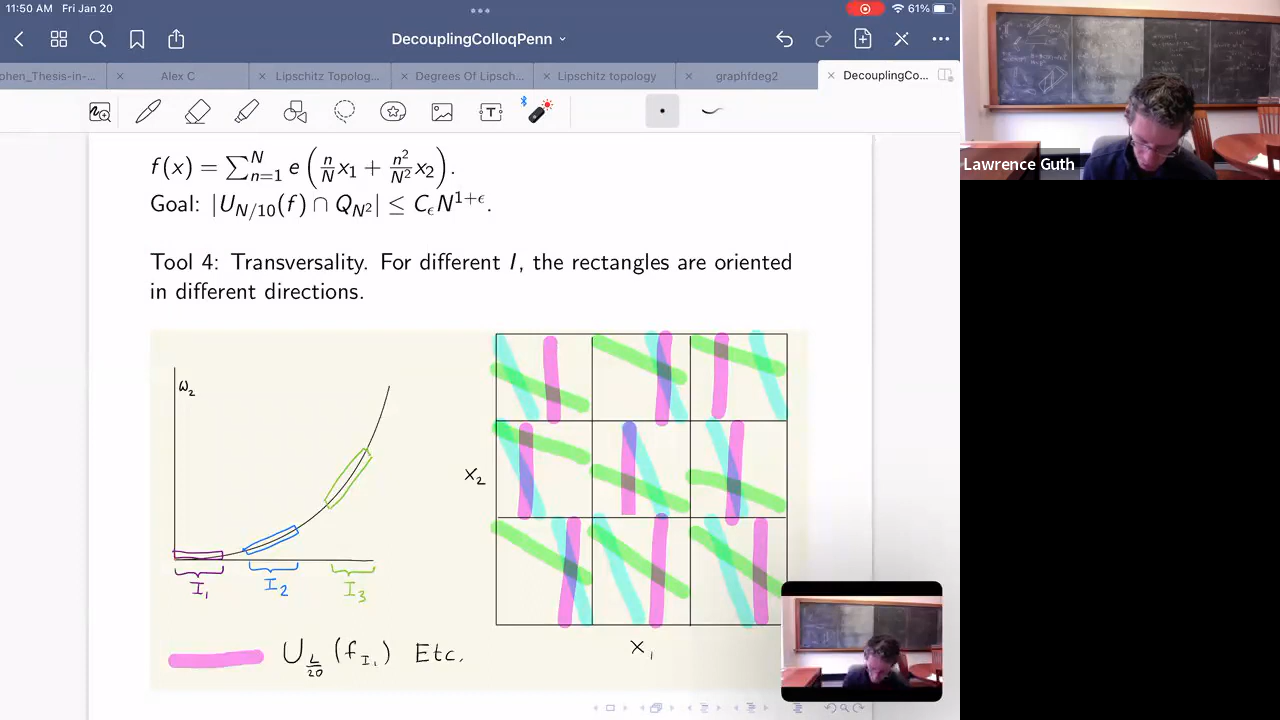 11:50 AM Fri Jan 20
61%
DecouplingColloqPenn
ohen_Thesis-in-...
Alex C
Lipschitz Topolog...
Degrees Of Lipsch...
Lipschitz topology
graphfdeg2
DecouplingCo...
f(x) = ∑_{n=1}^{N} e(n/N x₁ + n²/N² x₂).
Goal: |U_{N/10}(f) ∩ Q_{N²}| ≤ C_ϵ N^{1+ϵ}.
Tool 4: Transversality. For different I, the rectangles are oriented
in different directions.
ω₂
x₂
I₁ I₂ I₃
x₁
U_{L/20}(f_{I₁}) Etc.
Lawrence Guth